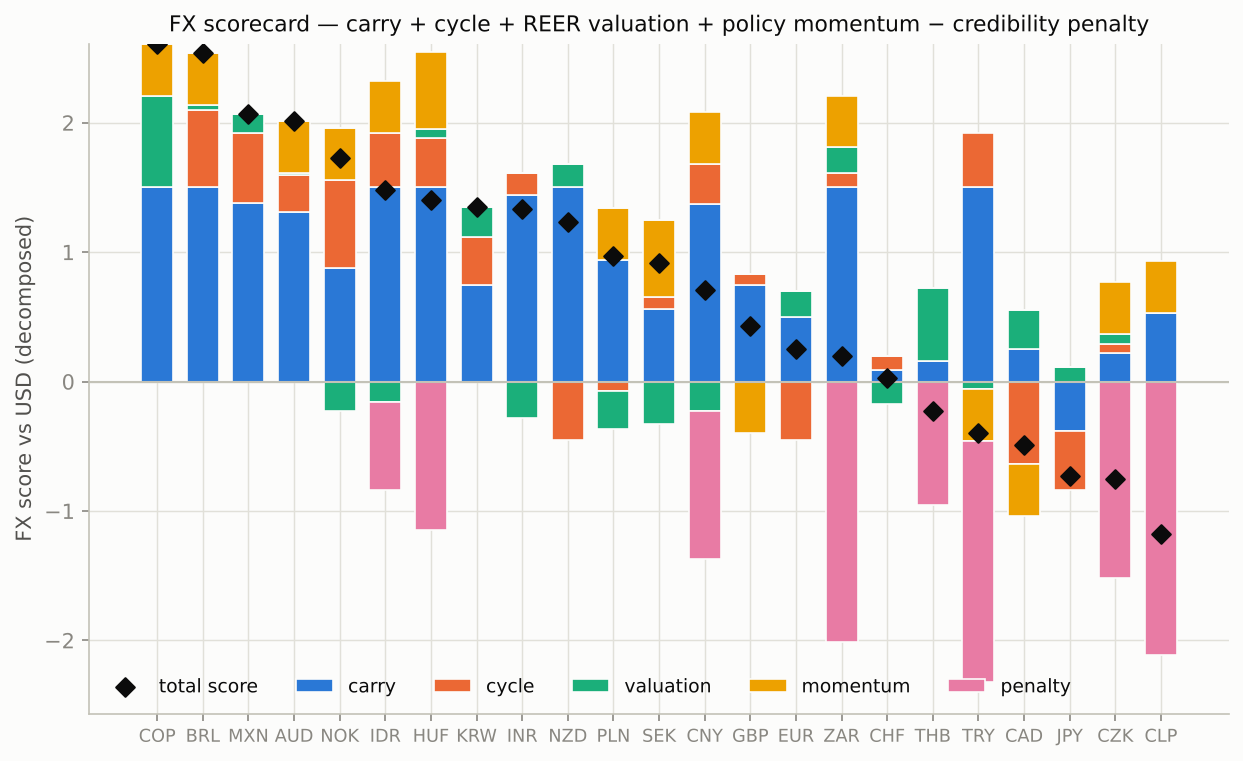 FX scorecard — carry + cycle + REER valuation + policy momentum − credibility penalty
FX score vs USD (decomposed)
2
1
0
−1
−2
total score carry cycle valuation momentum penalty
COP BRL MXN AUD NOK IDR HUF KRW INR NZD PLN SEK CNY GBP EUR ZAR CHF THB TRY CAD JPY CZK CLP